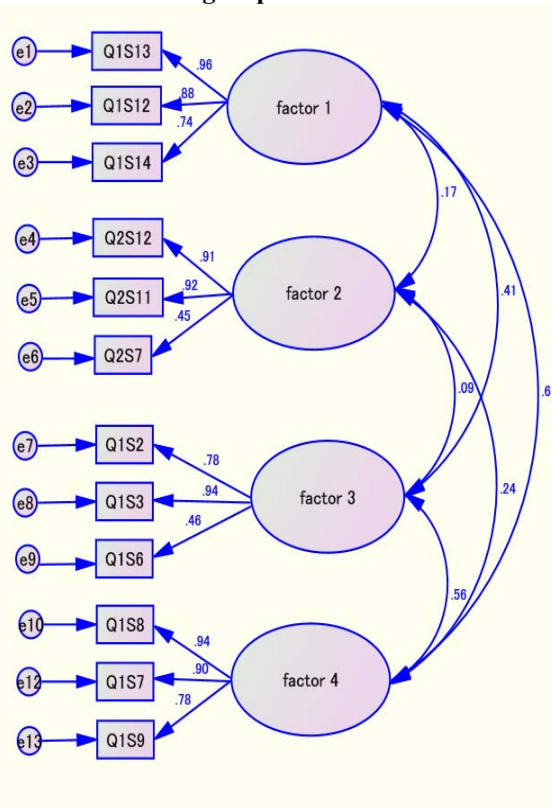 e1
Q1S13
.96
e2
Q1S12
.88
factor 1
e3
Q1S14
.74
.17
e4
Q2S12
.91
e5
Q2S11
.92
factor 2
.41
e6
Q2S7
.45
.09
.6
e7
Q1S2
.78
e8
Q1S3
.94
factor 3
.24
e9
Q1S6
.46
.56
e10
Q1S8
.94
e12
Q1S7
.90
factor 4
e13
Q1S9
.78